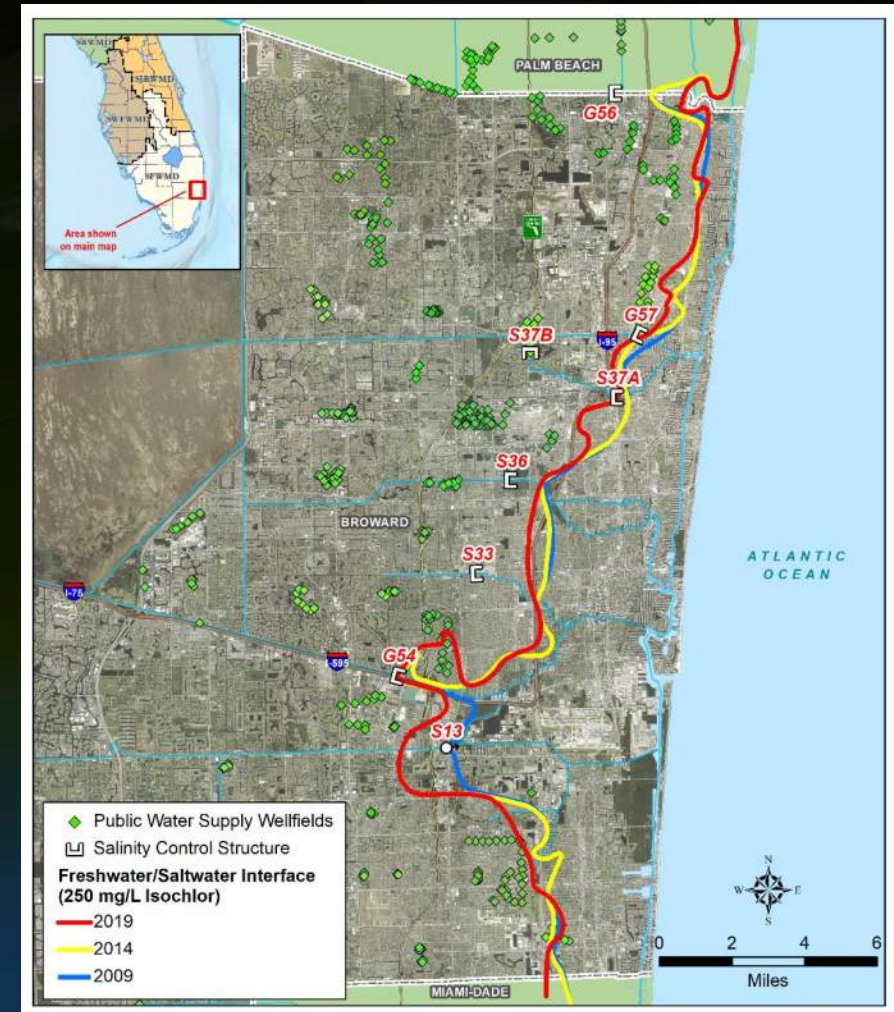 SRWMD
SJRWMD
SWFWMD
SFWMD
Area shown
on main map
PALM BEACH
G56
G57
I-95
S37B
S37A
S36
BROWARD
S33
I-75
G54
I-595
S13
ATLANTIC
OCEAN
Public Water Supply Wellfields
Salinity Control Structure
Freshwater/Saltwater Interface
(250 mg/L Isochlor)
2019
2014
2009
N
W
E
S
0 2 4 6
Miles
MIAMI-DADE